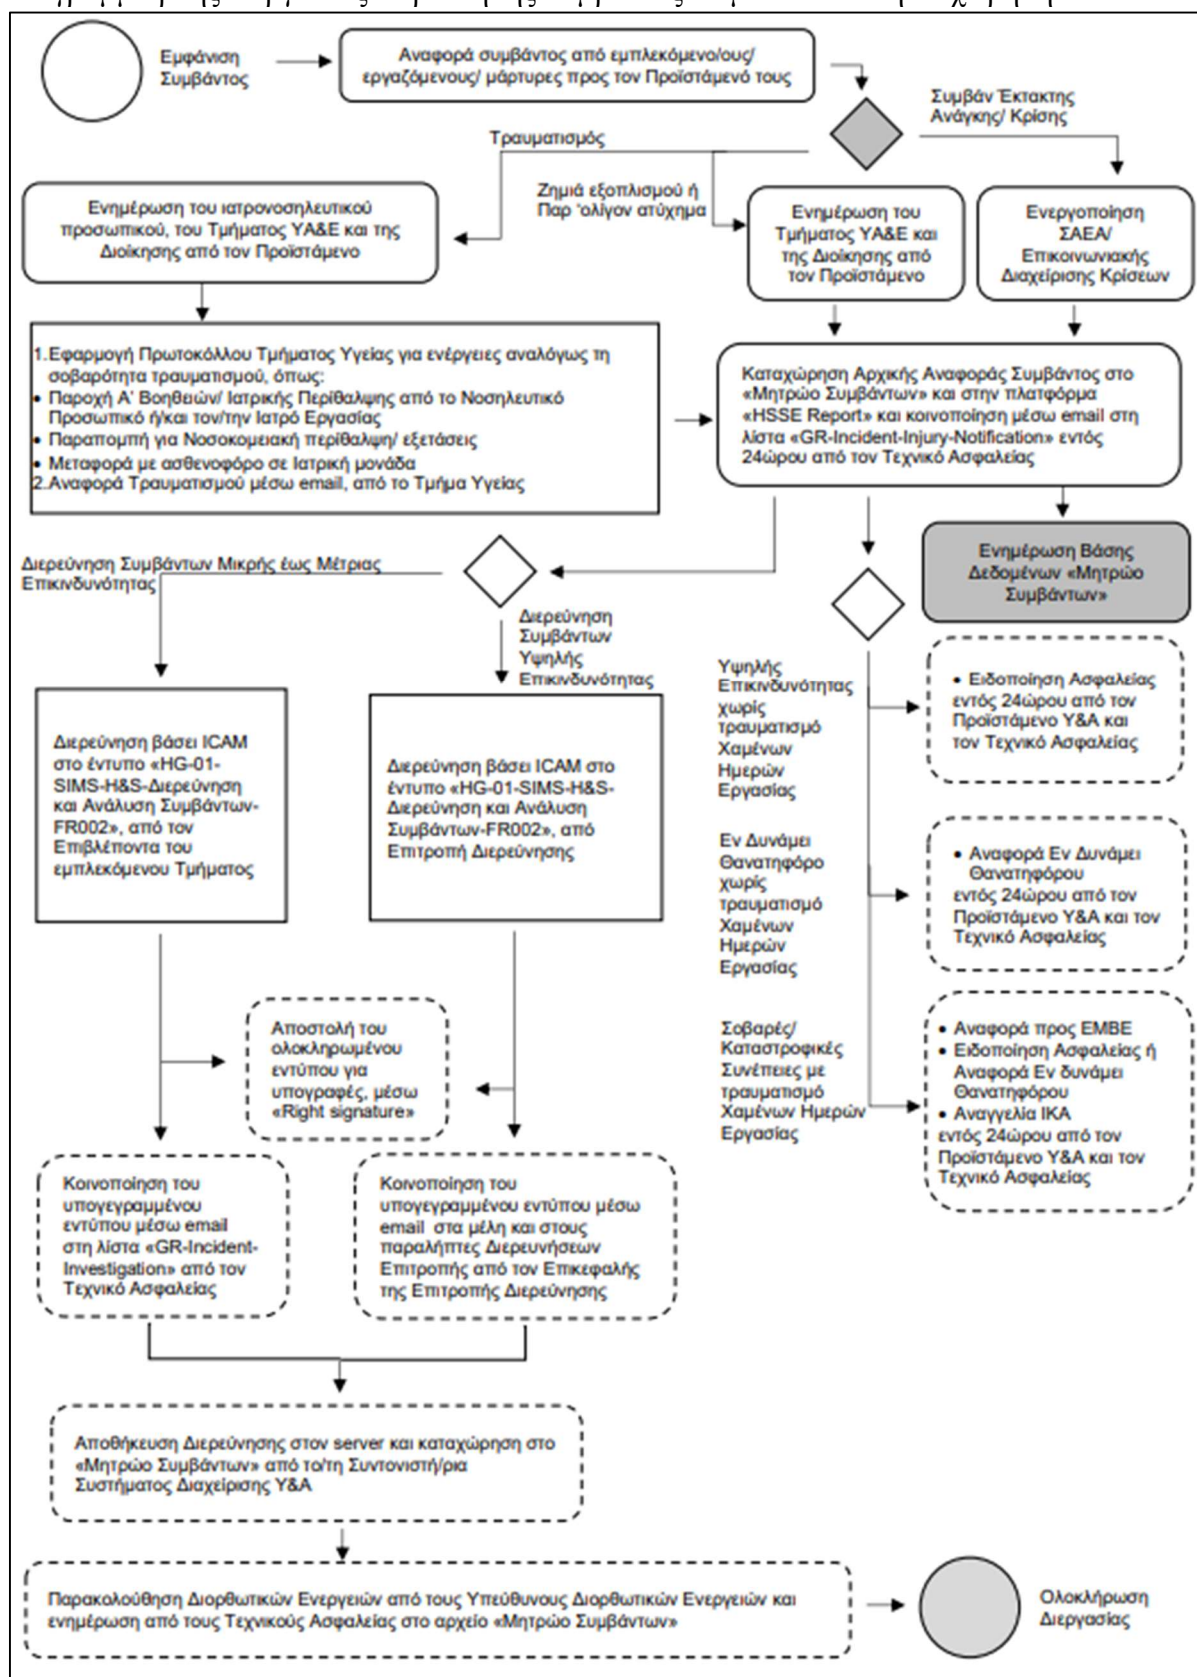 Εμφάνιση
Συμβάντος
Αναφορά συμβάντος από εμπλεκόμενο/ους/
εργαζόμενους/ μάρτυρες προς τον Προϊστάμενό τους
Συμβάν Έκτακτης
Ανάγκης/ Κρίσης
Τραυματισμός
Ζημιά εξοπλισμού ή
Παρ 'ολίγον ατύχημα
Ενημέρωση του ιατρονοσηλευτικού
προσωπικού, του Τμήματος ΥΑ&Ε και της
Διοίκησης από τον Προϊστάμενο
Ενημέρωση του
Τμήματος ΥΑ&Ε και
της Διοίκησης από
τον Προϊστάμενο
Ενεργοποίηση
ΣΑΕΑ/
Επικοινωνιακής
Διαχείρισης Κρίσεων
1.Εφαρμογή Πρωτοκόλλου Τμήματος Υγείας για ενέργειες αναλόγως τη
σοβαρότητα τραυματισμού, όπως:
• Παροχή Α' Βοηθειών/ Ιατρικής Περίθαλψης από το Νοσηλευτικό
Προσωπικό ή/και τον/την Ιατρό Εργασίας
• Παραπομπή για Νοσοκομειακή περίθαλψη/ εξετάσεις
• Μεταφορά με ασθενοφόρο σε Ιατρική μονάδα
2.Αναφορά Τραυματισμού μέσω email, από το Τμήμα Υγείας
Καταχώρηση Αρχικής Αναφοράς Συμβάντος στο
«Μητρώο Συμβάντων» και στην πλατφόρμα
«HSSE Report» και κοινοποίηση μέσω email στη
λίστα «GR-Incident-Injury-Notification» εντός
24ώρου από τον Τεχνικό Ασφαλείας
Ενημέρωση Βάσης
Δεδομένων «Μητρώο
Συμβάντων»
Διερεύνηση Συμβάντων Μικρής έως Μέτριας
Επικινδυνότητας
Διερεύνηση
Συμβάντων
Υψηλής
Επικινδυνότητας
Διερεύνηση βάσει ICAM
στο έντυπο «HG-01-
SIMS-H&S-Διερεύνηση
και Ανάλυση Συμβάντων-
FR002», από τον
Επιβλέποντα του
εμπλεκόμενου Τμήματος
Διερεύνηση βάσει ICAM στο
έντυπο «HG-01-SIMS-H&S-
Διερεύνηση και Ανάλυση
Συμβάντων-FR002», από
Επιτροπή Διερεύνησης
Υψηλής
Επικινδυνότητας
χωρίς
τραυματισμό
Χαμένων
Ημερών
Εργασίας
• Ειδοποίηση Ασφαλείας
εντός 24ώρου από τον
Προϊστάμενο Υ&Α και
τον Τεχνικό Ασφαλείας
Εν Δυνάμει
Θανατηφόρο
χωρίς
τραυματισμό
Χαμένων
Ημερών
Εργασίας
• Αναφορά Εν Δυνάμει
Θανατηφόρου
εντός 24ώρου από τον
Προϊστάμενο Υ&Α και τον
Τεχνικό Ασφαλείας
Σοβαρές/
Καταστροφικές
Συνέπειες με
τραυματισμό
Χαμένων Ημερών
Εργασίας
• Αναφορά προς ΕΜΒΕ
• Ειδοποίηση Ασφαλείας ή
Αναφορά Εν δυνάμει
Θανατηφόρου
• Αναγγελία ΙΚΑ
εντός 24ώρου από τον
Προϊστάμενο Υ&Α και τον
Τεχνικό Ασφαλείας
Αποστολή του
ολοκληρωμένου
εντύπου για
υπογραφές, μέσω
«Right signature»
Κοινοποίηση του
υπογεγραμμένου
εντύπου μέσω email
στη λίστα «GR-Incident-
Investigation» από τον
Τεχνικό Ασφαλείας
Κοινοποίηση του
υπογεγραμμένου εντύπου μέσω
email στα μέλη και στους
παραλήπτες Διερευνήσεων
Επιτροπής από τον Επικεφαλής
της Επιτροπής Διερεύνησης
Αποθήκευση Διερεύνησης στον server και καταχώρηση στο
«Μητρώο Συμβάντων» από το/τη Συντονιστή/ρια
Συστήματος Διαχείρισης Υ&Α
Παρακολούθηση Διορθωτικών Ενεργειών από τους Υπεύθυνους Διορθωτικών Ενεργειών και
ενημέρωση από τους Τεχνικούς Ασφαλείας στο αρχείο «Μητρώο Συμβάντων»
Ολοκλήρωση
Διεργασίας